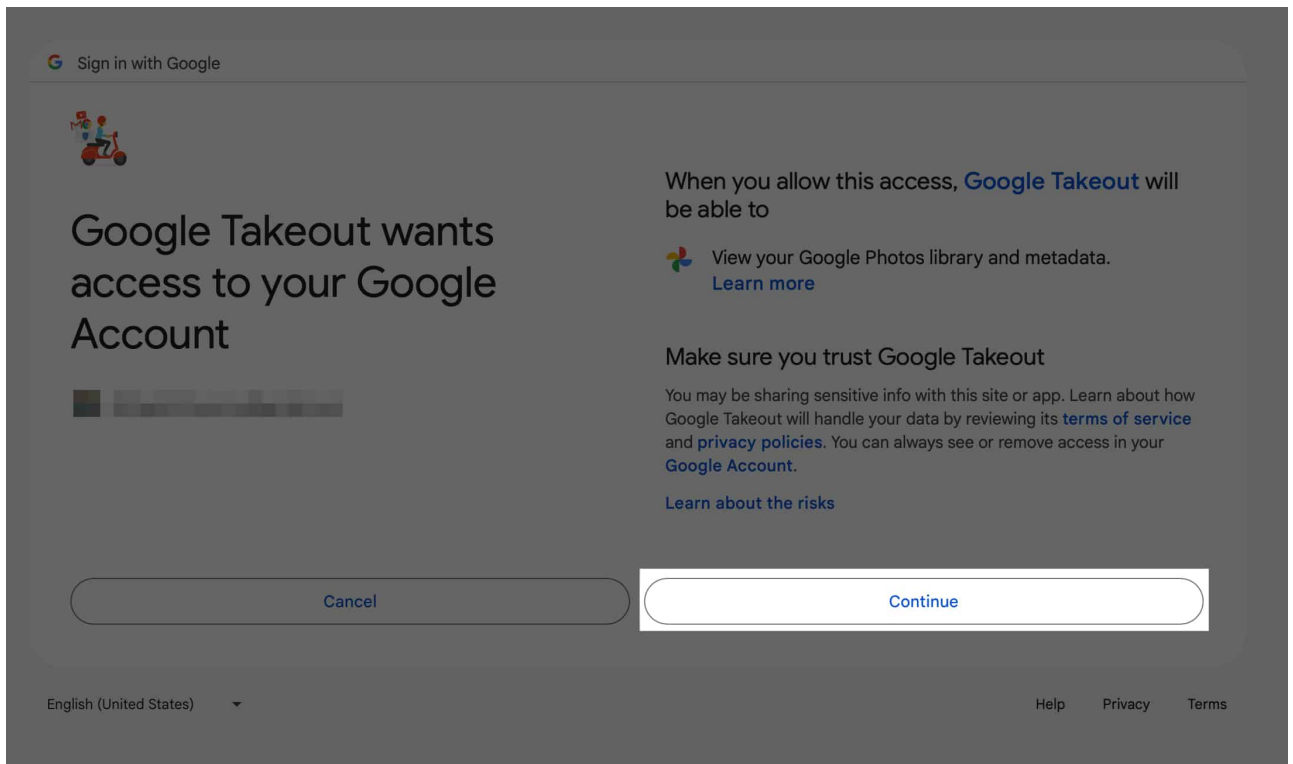 Sign in with Google
Google Takeout wants
access to your Google
Account
When you allow this access, Google Takeout will
be able to
View your Google Photos library and metadata.
Learn more
Make sure you trust Google Takeout
You may be sharing sensitive info with this site or app. Learn about how
Google Takeout will handle your data by reviewing its terms of service
and privacy policies. You can always see or remove access in your
Google Account.
Learn about the risks
Cancel
Continue
English (United States)
Help Privacy Terms